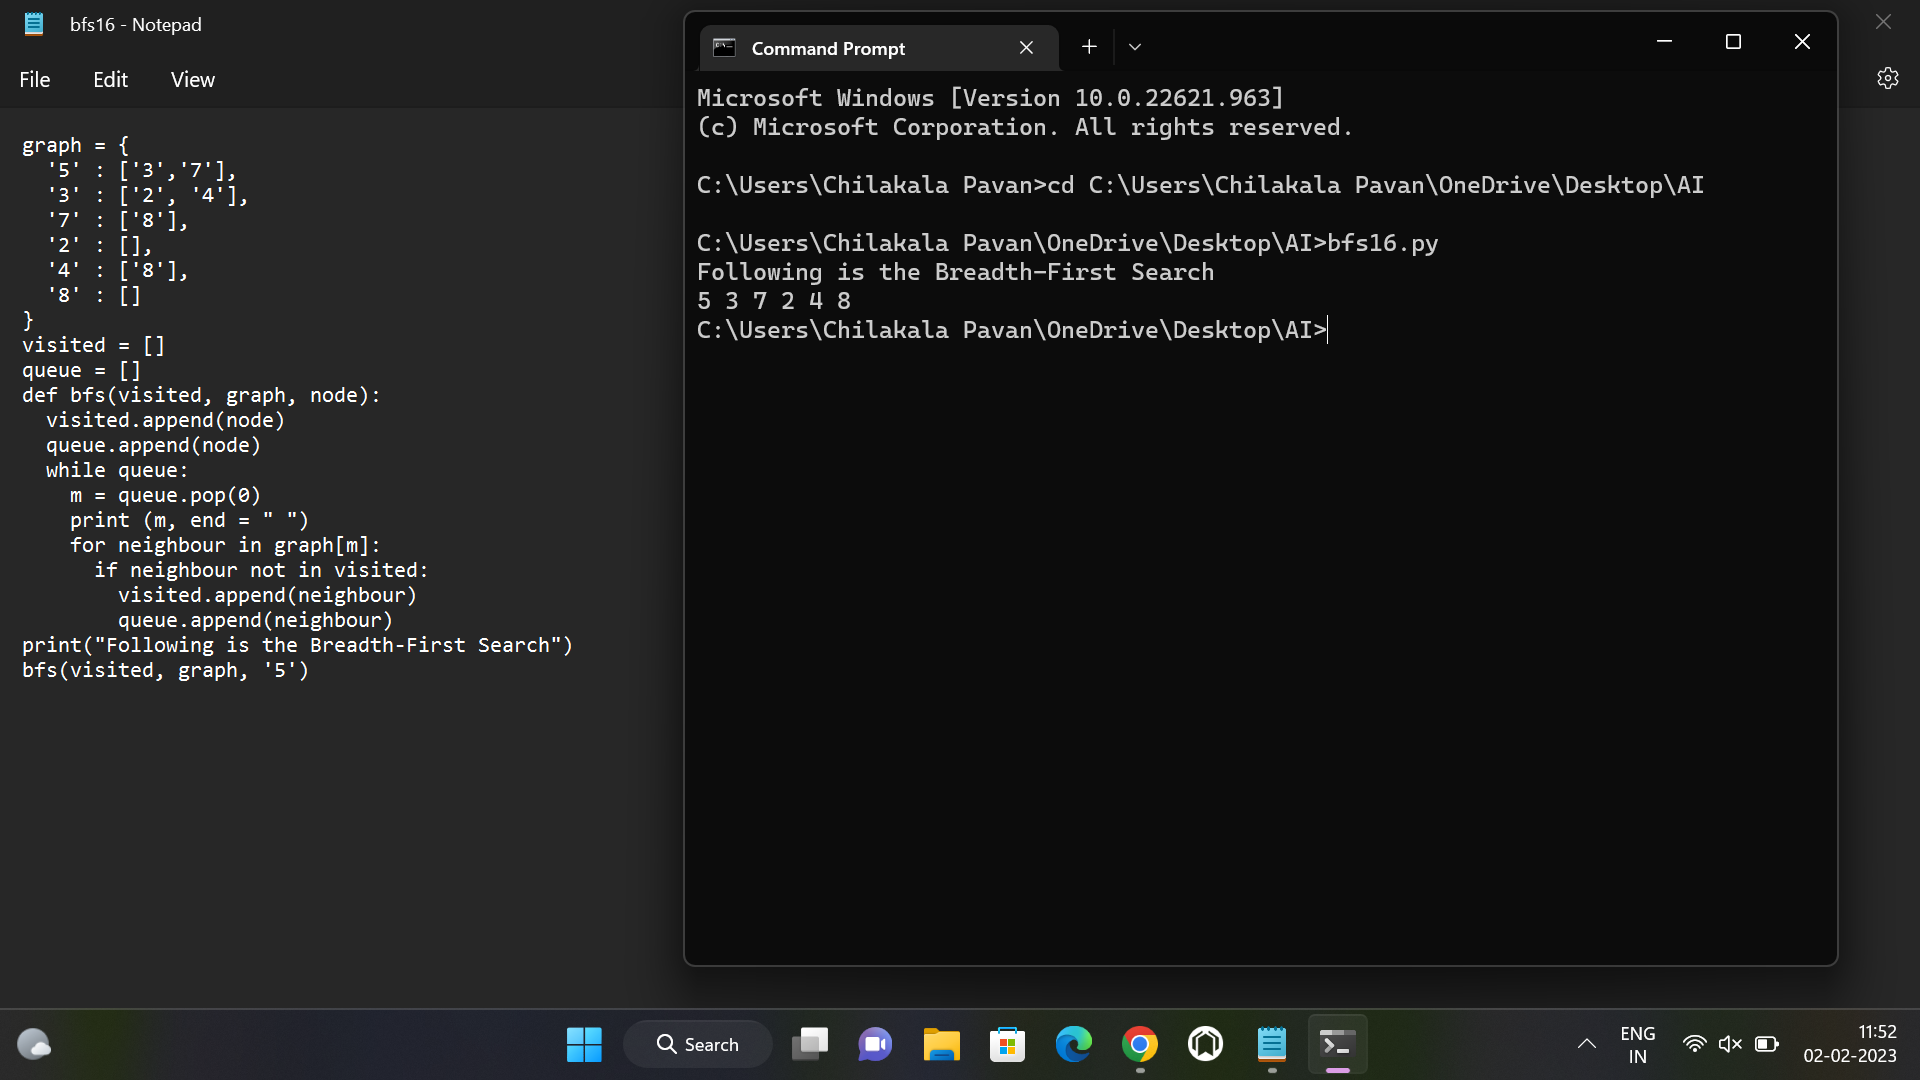 bfs16 - Notepad
File Edit View
graph = {
  '5' : ['3','7'],
  '3' : ['2', '4'],
  '7' : ['8'],
  '2' : [],
  '4' : ['8'],
  '8' : []
}
visited = []
queue = []
def bfs(visited, graph, node):
  visited.append(node)
  queue.append(node)
  while queue:
    m = queue.pop(0)
    print (m, end = " ")
    for neighbour in graph[m]:
      if neighbour not in visited:
        visited.append(neighbour)
        queue.append(neighbour)
print("Following is the Breadth-First Search")
bfs(visited, graph, '5')
Command Prompt
Microsoft Windows [Version 10.0.22621.963]
(c) Microsoft Corporation. All rights reserved.
C:\Users\Chilakala Pavan>cd C:\Users\Chilakala Pavan\OneDrive\Desktop\AI
C:\Users\Chilakala Pavan\OneDrive\Desktop\AI>bfs16.py
Following is the Breadth-First Search
5 3 7 2 4 8
C:\Users\Chilakala Pavan\OneDrive\Desktop\AI>
Search
ENG
IN
11:52
02-02-2023